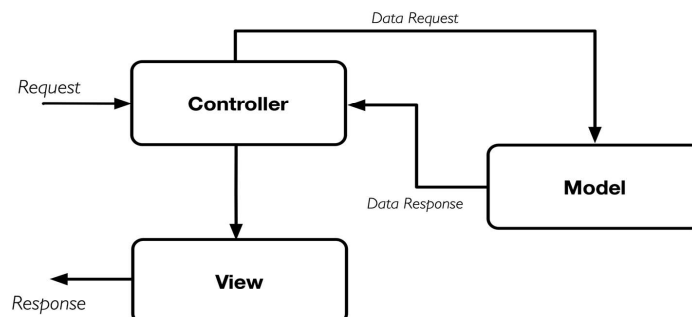 Data Request
Request
Controller
Model
Data Response
View
Response